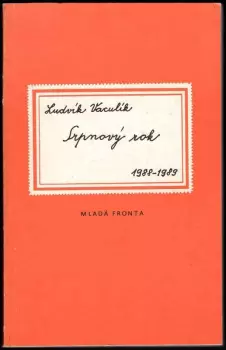 Ludvík Vaculík
Srpnový rok
1988-1989
MLADÁ FRONTA